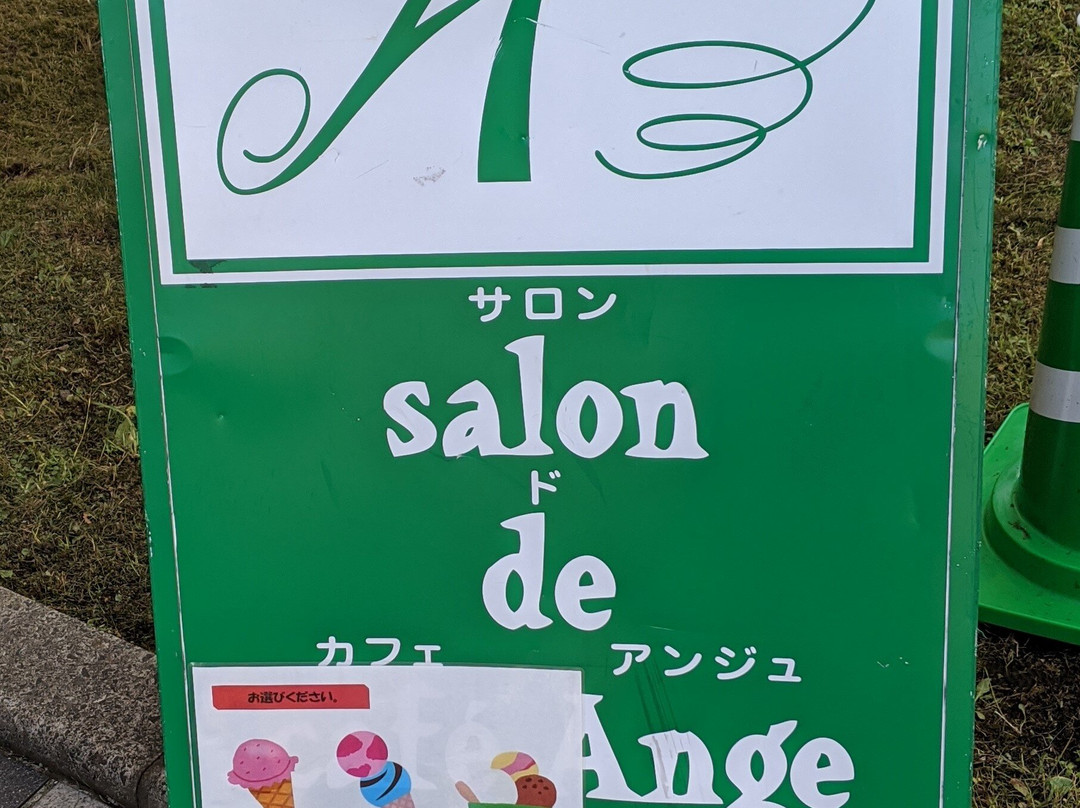 サロン
salon
ド
de
カフェ アンジュ
café Ange
お選びください。